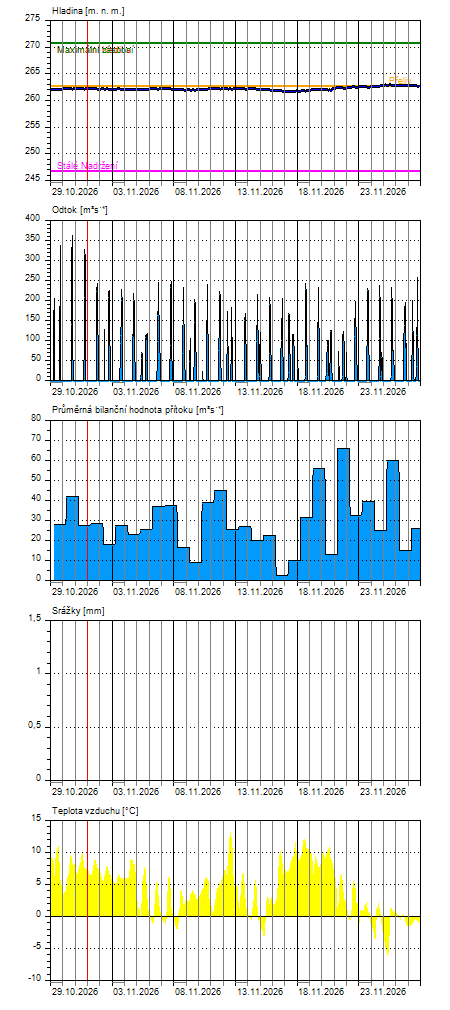 Hladina [m. n. m.]
275
270
Maximální
265
Přeliv
260
255
250
Stálé Nadržení
245
29.10.2026 03.11.2026 08.11.2026 13.11.2026 18.11.2026 23.11.2026
Odtok [m³s⁻¹]
400
350
300
250
200
150
100
50
0
29.10.2026 03.11.2026 08.11.2026 13.11.2026 18.11.2026 23.11.2026
Průměrná bilanční hodnota přítoku [m³s⁻¹]
80
70
60
50
40
30
20
10
0
29.10.2026 03.11.2026 08.11.2026 13.11.2026 18.11.2026 23.11.2026
Srážky [mm]
1,5
1
0,5
0
29.10.2026 03.11.2026 08.11.2026 13.11.2026 18.11.2026 23.11.2026
Teplota vzduchu [°C]
15
10
5
0
-5
-10
29.10.2026 03.11.2026 08.11.2026 13.11.2026 18.11.2026 23.11.2026